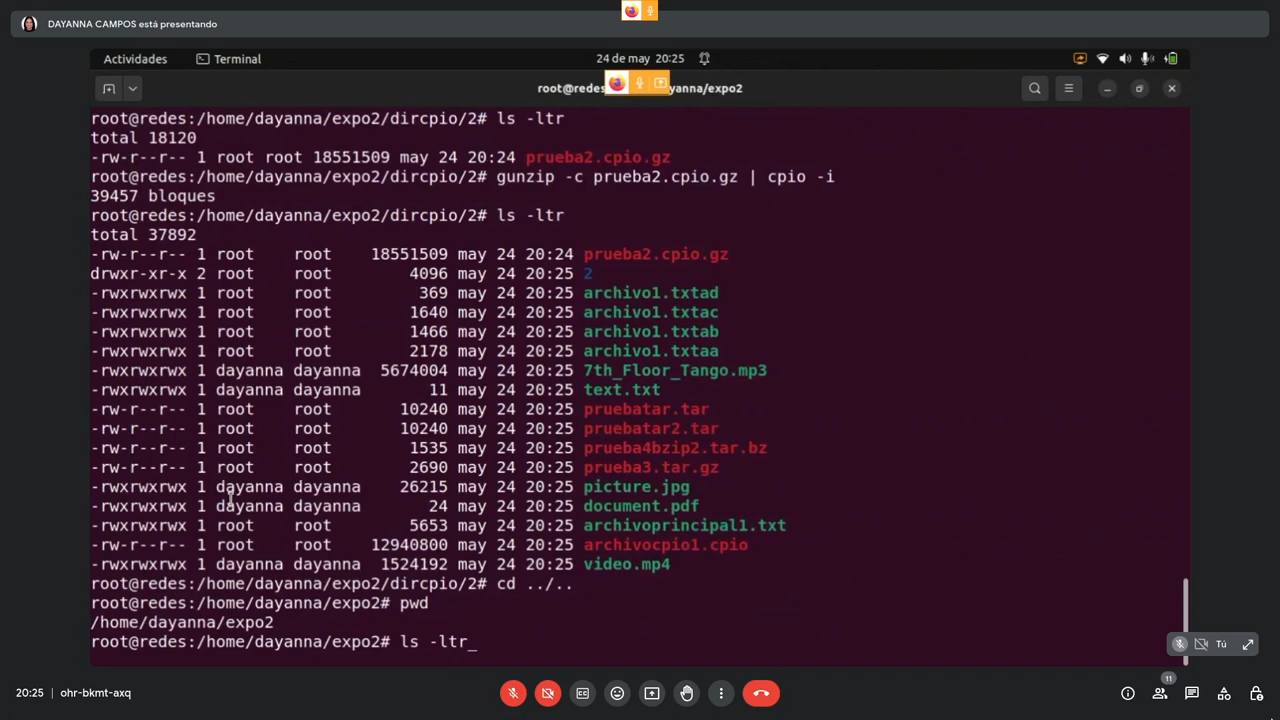 DAYANNA CAMPOS está presentando
Actividades Terminal 24 de may 20:25
root@redes yanna/expo2
root@redes:/home/dayanna/expo2/dircpio/2# ls -ltr
total 18120
-rw-r--r-- 1 root root 18551509 may 24 20:24 prueba2.cpio.gz
root@redes:/home/dayanna/expo2/dircpio/2# gunzip -c prueba2.cpio.gz | cpio -i
39457 bloques
root@redes:/home/dayanna/expo2/dircpio/2# ls -ltr
total 37892
-rw-r--r-- 1 root root 18551509 may 24 20:24 prueba2.cpio.gz
drwxr-xr-x 2 root root 4096 may 24 20:25 2
-rwxrwxrwx 1 root root 369 may 24 20:25 archivo1.txtad
-rwxrwxrwx 1 root root 1640 may 24 20:25 archivo1.txtac
-rwxrwxrwx 1 root root 1466 may 24 20:25 archivo1.txtab
-rwxrwxrwx 1 root root 2178 may 24 20:25 archivo1.txtaa
-rwxrwxrwx 1 dayanna dayanna 5674004 may 24 20:25 7th_Floor_Tango.mp3
-rwxrwxrwx 1 dayanna dayanna 11 may 24 20:25 text.txt
-rw-r--r-- 1 root root 10240 may 24 20:25 pruebatar.tar
-rw-r--r-- 1 root root 10240 may 24 20:25 pruebatar2.tar
-rw-r--r-- 1 root root 1535 may 24 20:25 prueba4bzip2.tar.bz
-rw-r--r-- 1 root root 2690 may 24 20:25 prueba3.tar.gz
-rwxrwxrwx 1 dayanna dayanna 26215 may 24 20:25 picture.jpg
-rwxrwxrwx 1 dayanna dayanna 24 may 24 20:25 document.pdf
-rwxrwxrwx 1 root root 5653 may 24 20:25 archivoprincipal1.txt
-rw-r--r-- 1 root root 12940800 may 24 20:25 archivocpio1.cpio
-rwxrwxrwx 1 dayanna dayanna 1524192 may 24 20:25 video.mp4
root@redes:/home/dayanna/expo2/dircpio/2# cd ../..
root@redes:/home/dayanna/expo2# pwd
/home/dayanna/expo2
root@redes:/home/dayanna/expo2# ls -ltr_
Tú
20:25 ohr-bkmt-axq 11